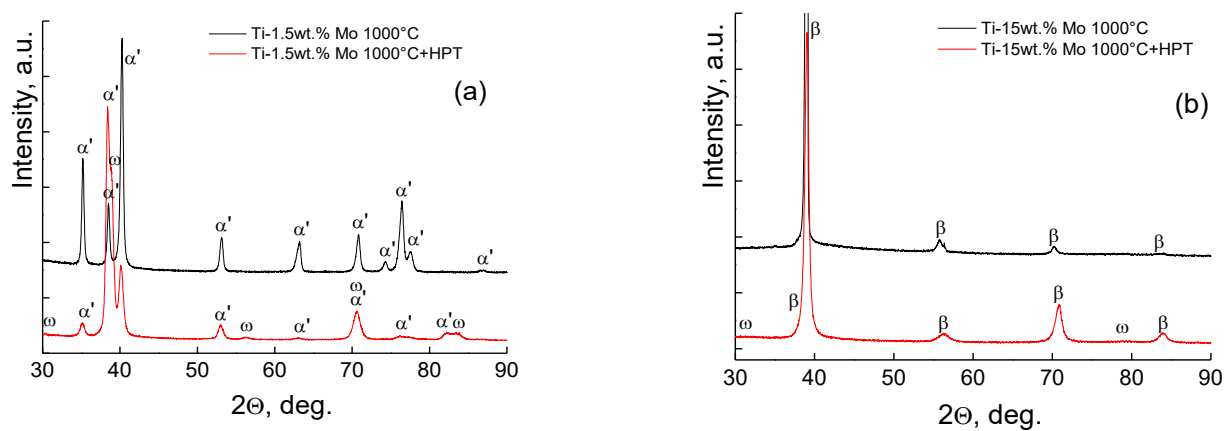 Ti-1.5wt.% Mo 1000°C
Ti-1.5wt.% Mo 1000°C+HPT
(a)
Intensity, a.u.
α'
α'
α'
ω
α'
α'
α'
α'
α'
α'
α'
α'
ω
α'
α'
ω
α'
ω
α'
α'
α' ω
30 40 50 60 70 80 90
2Θ, deg.
Ti-15wt.% Mo 1000°C
Ti-15wt.% Mo 1000°C+HPT
(b)
Intensity, a.u.
β
β
β
β
ω
β
β
β
ω
β
30 40 50 60 70 80 90
2Θ, deg.